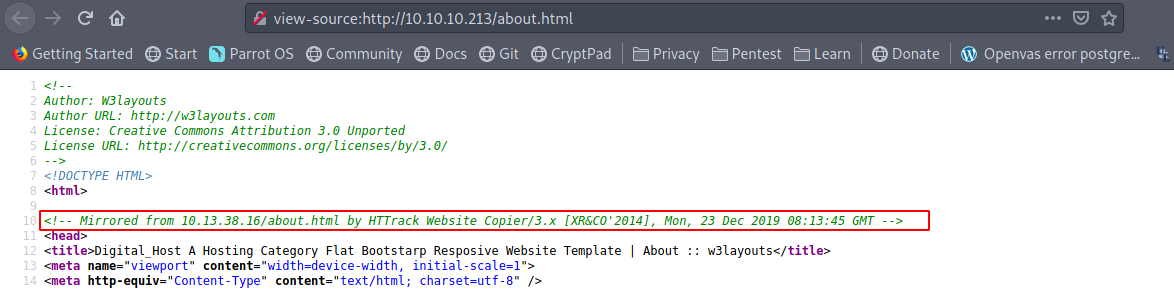 view-source:http://10.10.10.213/about.html
Getting Started Start Parrot OS Community Docs Git CryptPad Privacy Pentest Learn Donate Openvas error postgre…
1 <!--
2 Author: W3layouts
3 Author URL: http://w3layouts.com
4 License: Creative Commons Attribution 3.0 Unported
5 License URL: http://creativecommons.org/licenses/by/3.0/
6 -->
7 <!DOCTYPE HTML>
8 <html>
9
10 <!-- Mirrored from 10.13.38.16/about.html by HTTrack Website Copier/3.x [XR&CO'2014], Mon, 23 Dec 2019 08:13:45 GMT -->
11 <head>
12 <title>Digital_Host A Hosting Category Flat Bootstarp Resposive Website Template | About :: w3layouts</title>
13 <meta name="viewport" content="width=device-width, initial-scale=1">
14 <meta http-equiv="Content-Type" content="text/html; charset=utf-8" />